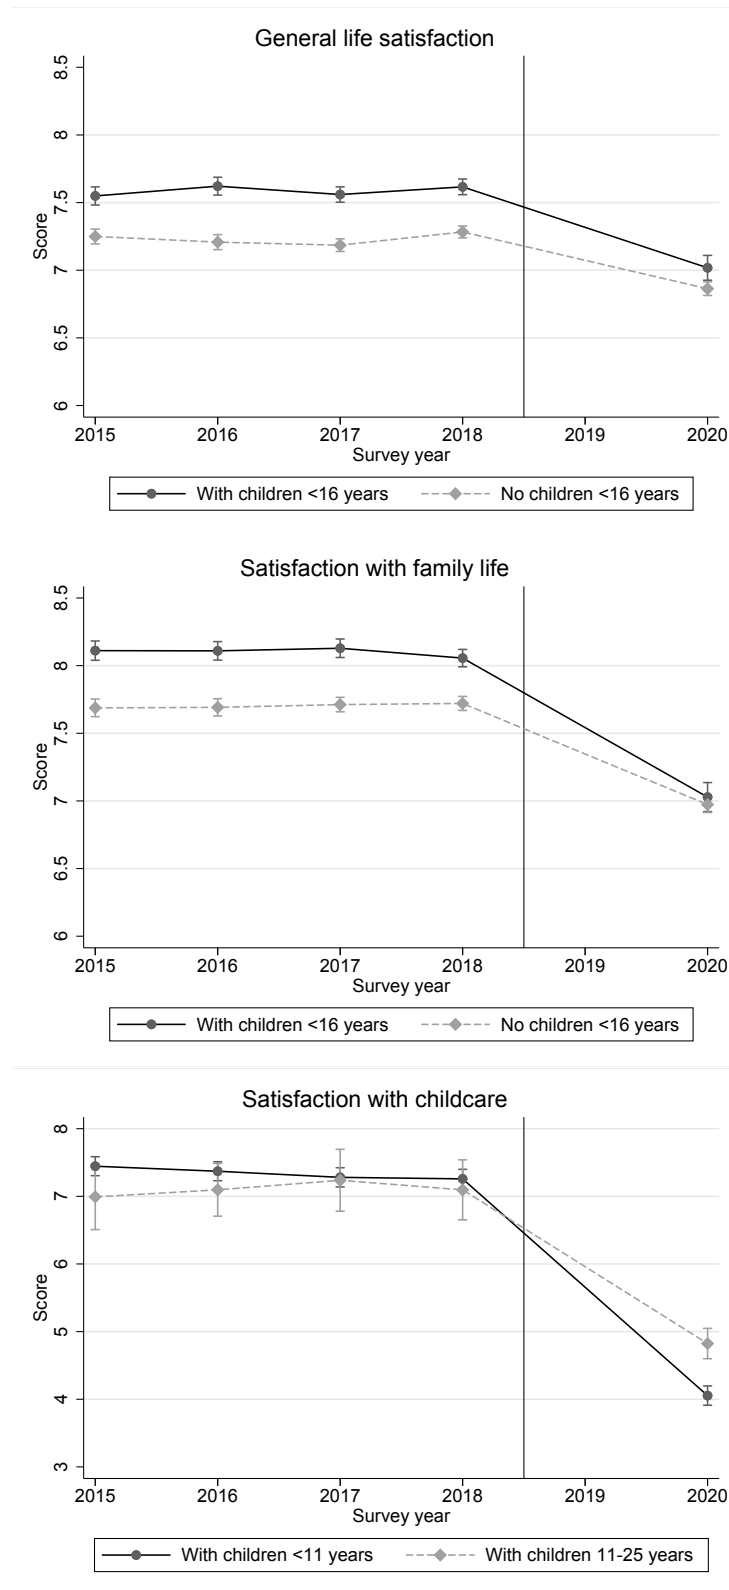 General life satisfaction
8.5
8
7.5
7
6.5
6
Score
2015 2016 2017 2018 2019 2020
Survey year
With children <16 years No children <16 years
Satisfaction with family life
8.5
8
7.5
7
6.5
6
Score
2015 2016 2017 2018 2019 2020
Survey year
With children <16 years No children <16 years
Satisfaction with childcare
8
7
6
5
4
3
Score
2015 2016 2017 2018 2019 2020
Survey year
With children <11 years With children 11-25 years